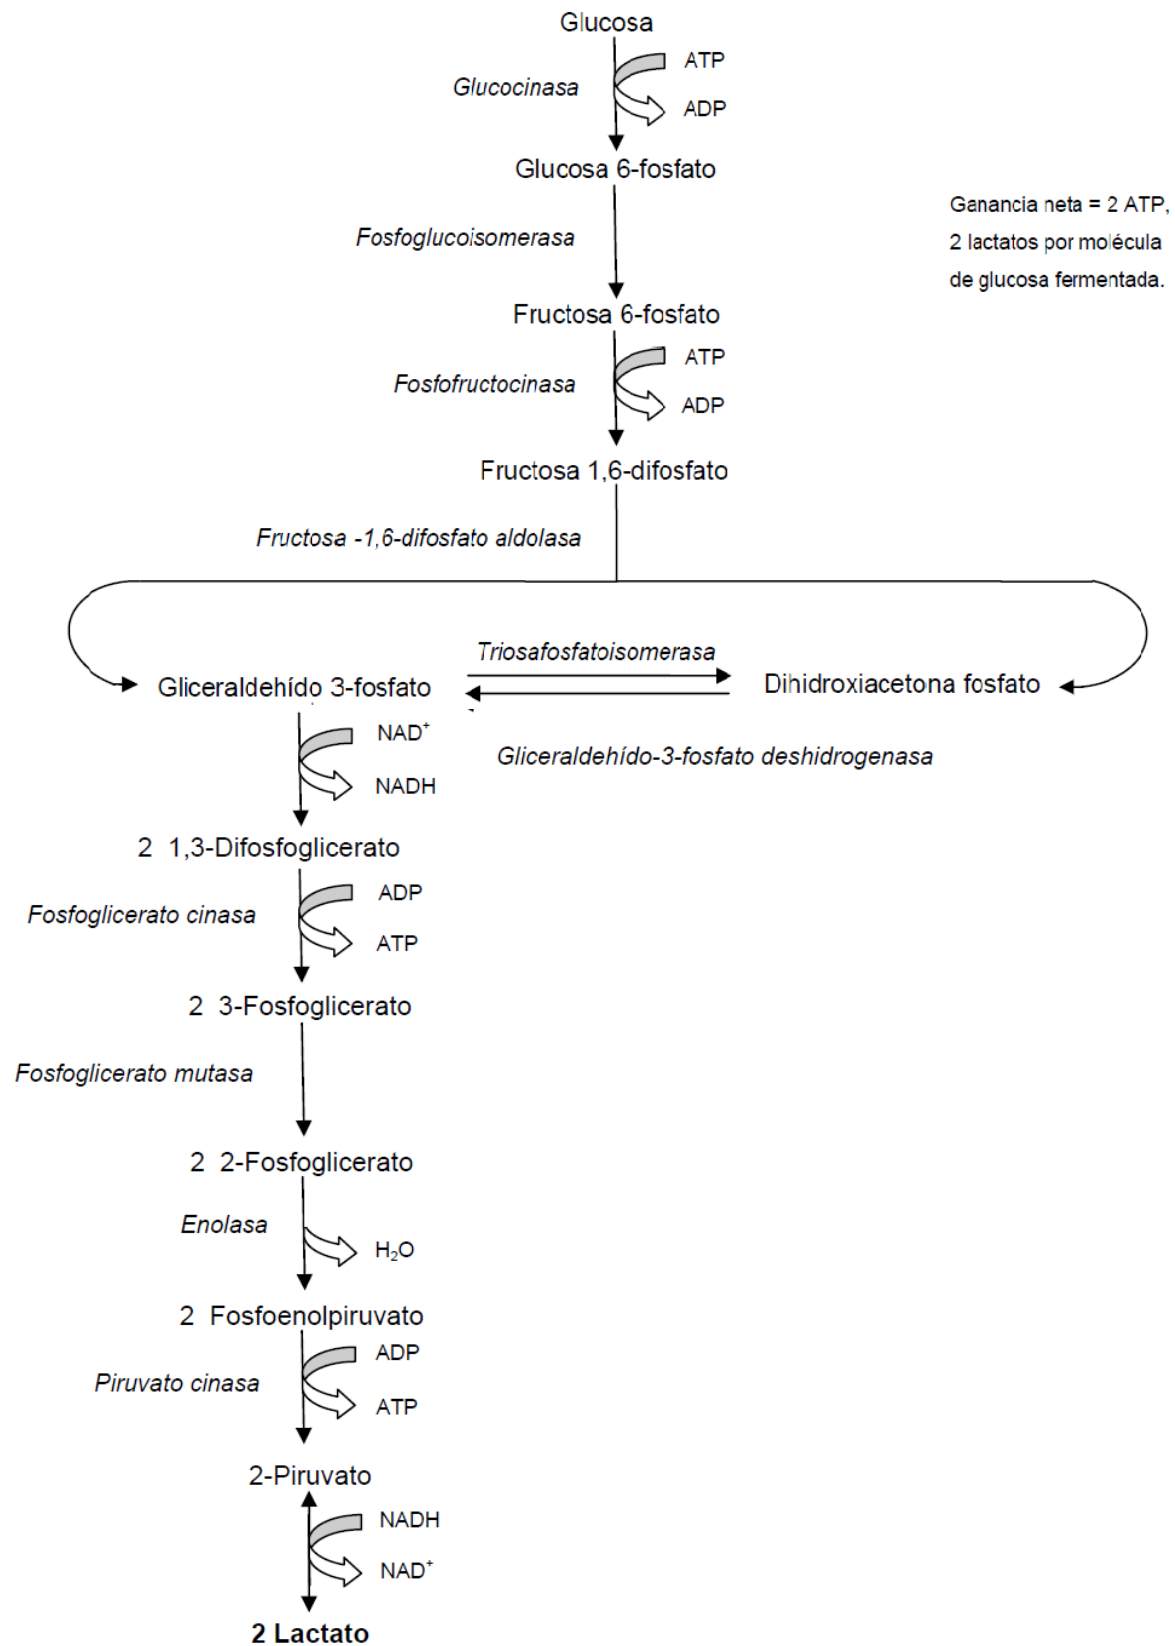 Glucosa
ATP
Glucocinasa
ADP
Glucosa 6-fosfato
Ganancia neta = 2 ATP,
2 lactatos por molécula
de glucosa fermentada.
Fosfoglucoisomerasa
Fructosa 6-fosfato
ATP
Fosfofructocinasa
ADP
Fructosa 1,6-difosfato
Fructosa -1,6-difosfato aldolasa
Triosafosfatoisomerasa
Gliceraldehído 3-fosfato
Dihidroxiacetona fosfato
NAD⁺
Gliceraldehído-3-fosfato deshidrogenasa
NADH
2 1,3-Difosfoglicerato
ADP
Fosfoglicerato cinasa
ATP
2 3-Fosfoglicerato
Fosfoglicerato mutasa
2 2-Fosfoglicerato
Enolasa
H₂O
2 Fosfoenolpiruvato
ADP
Piruvato cinasa
ATP
2-Piruvato
NADH
NAD⁺
2 Lactato